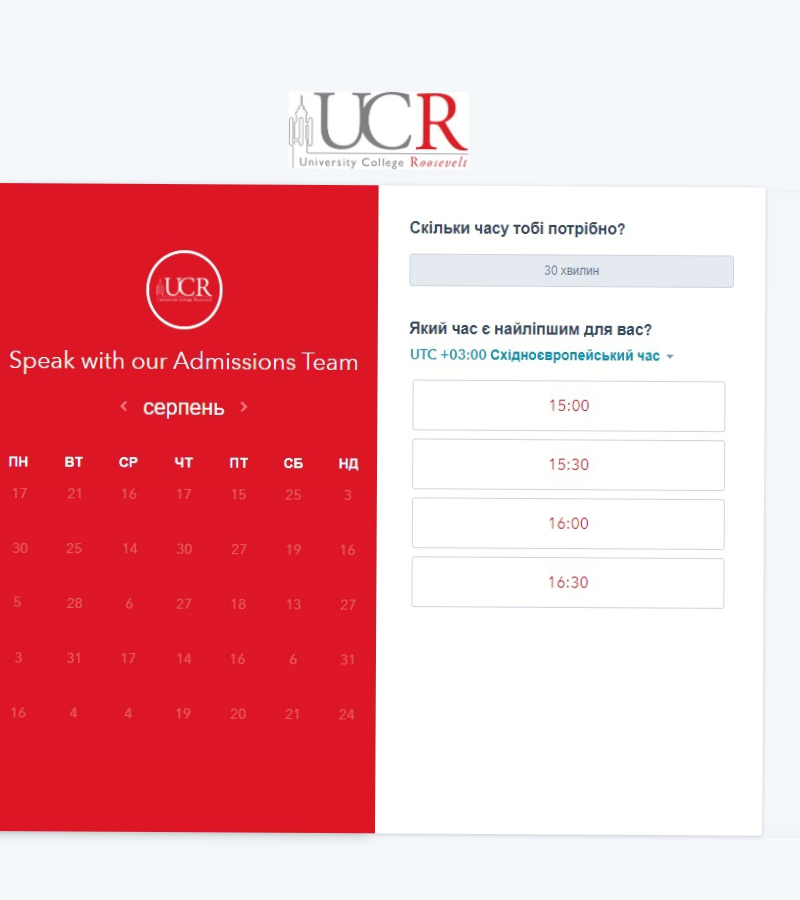 UCR
University College Roosevelt
UCR
Speak with our Admissions Team
серпень
ПН ВТ СР ЧТ ПТ СБ НД
17 21 16 17 15 25 3
30 25 14 30 27 19 16
5 28 6 27 18 13 27
3 31 17 14 16 6 31
16 4 4 19 20 21 24
Скільки часу тобі потрібно?
30 хвилин
Який час є найліпшим для вас?
UTC +03:00 Східноєвропейський час
15:00
15:30
16:00
16:30